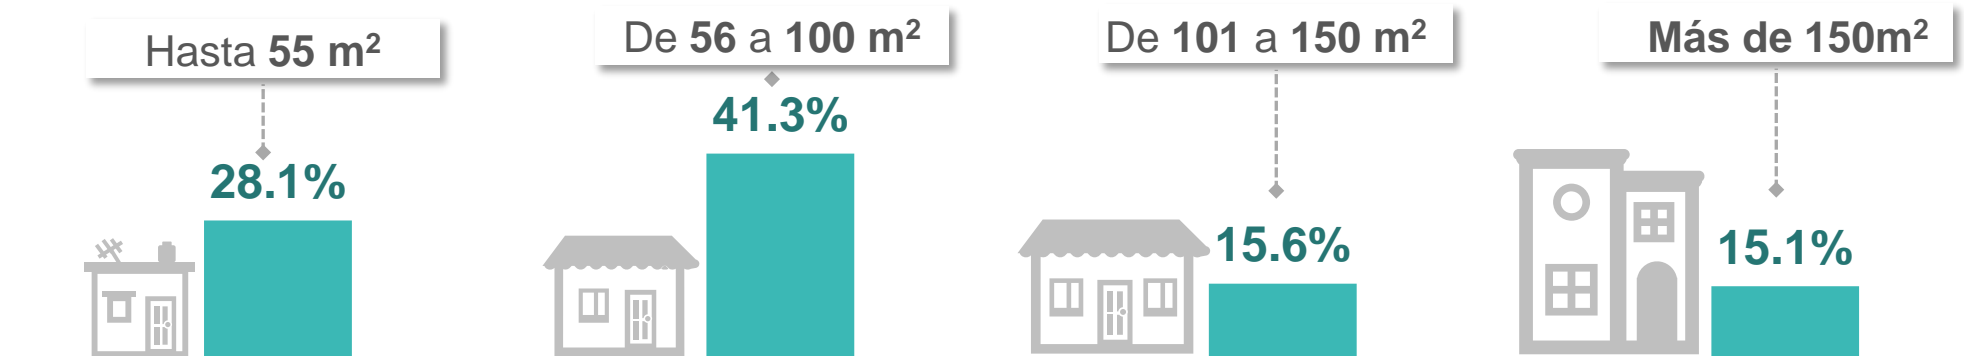 Hasta 55 m²
28.1%
De 56 a 100 m²
41.3%
De 101 a 150 m²
15.6%
Más de 150m²
15.1%